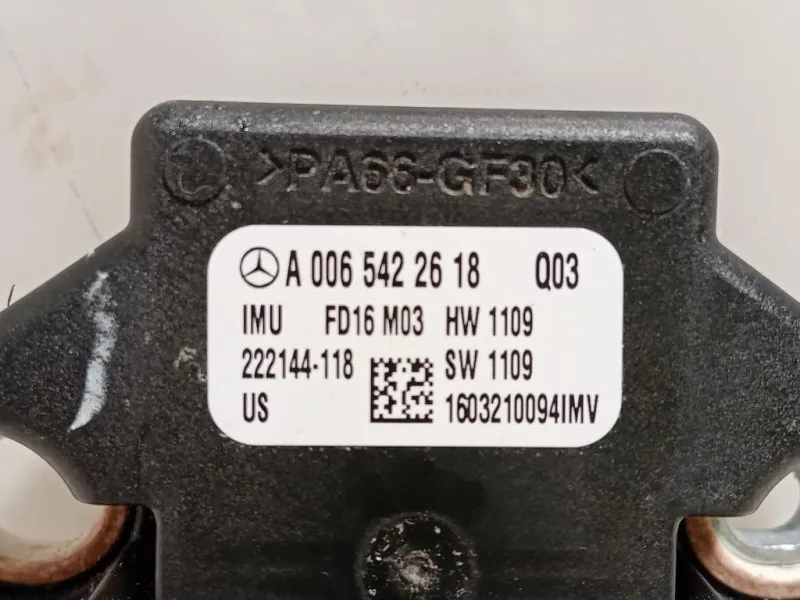 >PA66-GF30<
A 006 542 26 18 Q03
IMU FD16 M03 HW 1109
222144-118 SW 1109
US 1603210094IMV